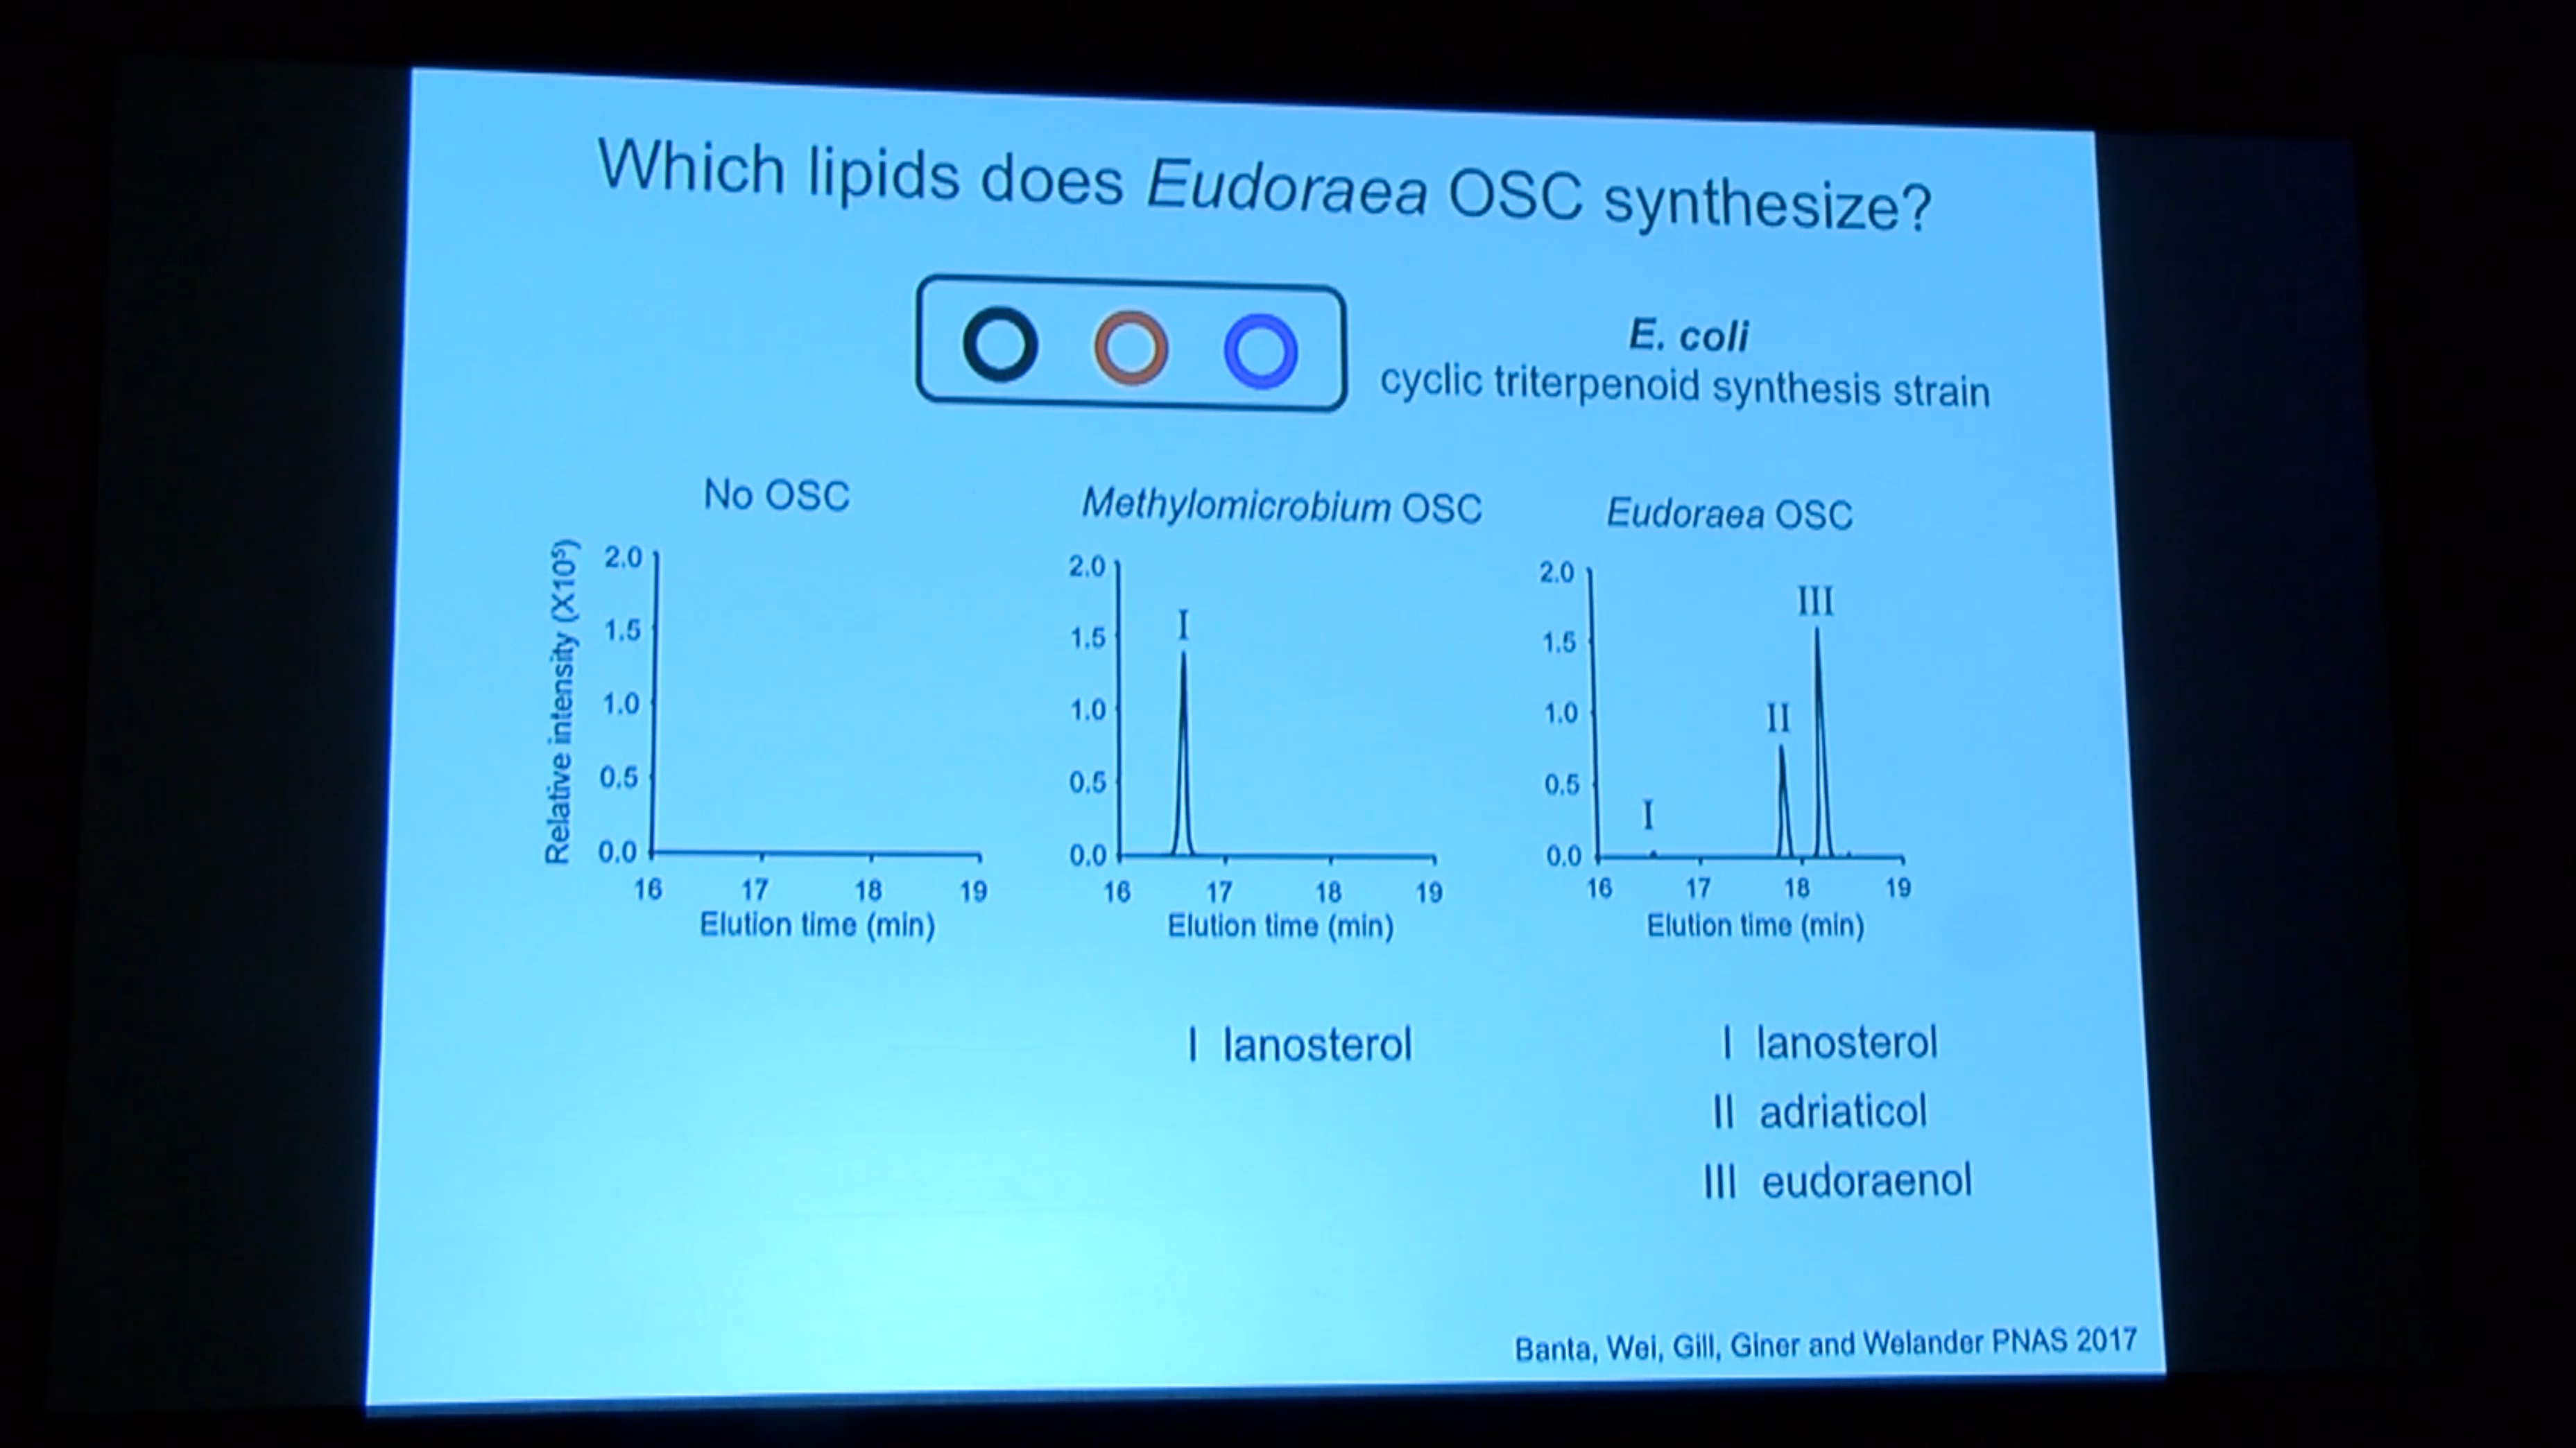 Which lipids does Eudoraea OSC synthesize?
E. coli
cyclic triterpenoid synthesis strain
No OSC
Relative intensity (X10⁵)
2.0
1.5
1.0
0.5
0.0
16 17 18 19
Elution time (min)
Methylomicrobium OSC
2.0
I
1.5
1.0
0.5
0.0
16 17 18 19
Elution time (min)
I lanosterol
Eudoraea OSC
2.0
III
1.5
1.0
II
0.5
I
0.0
16 17 18 19
Elution time (min)
I lanosterol
II adriaticol
III eudoraenol
Banta, Wei, Gill, Giner and Welander PNAS 2017